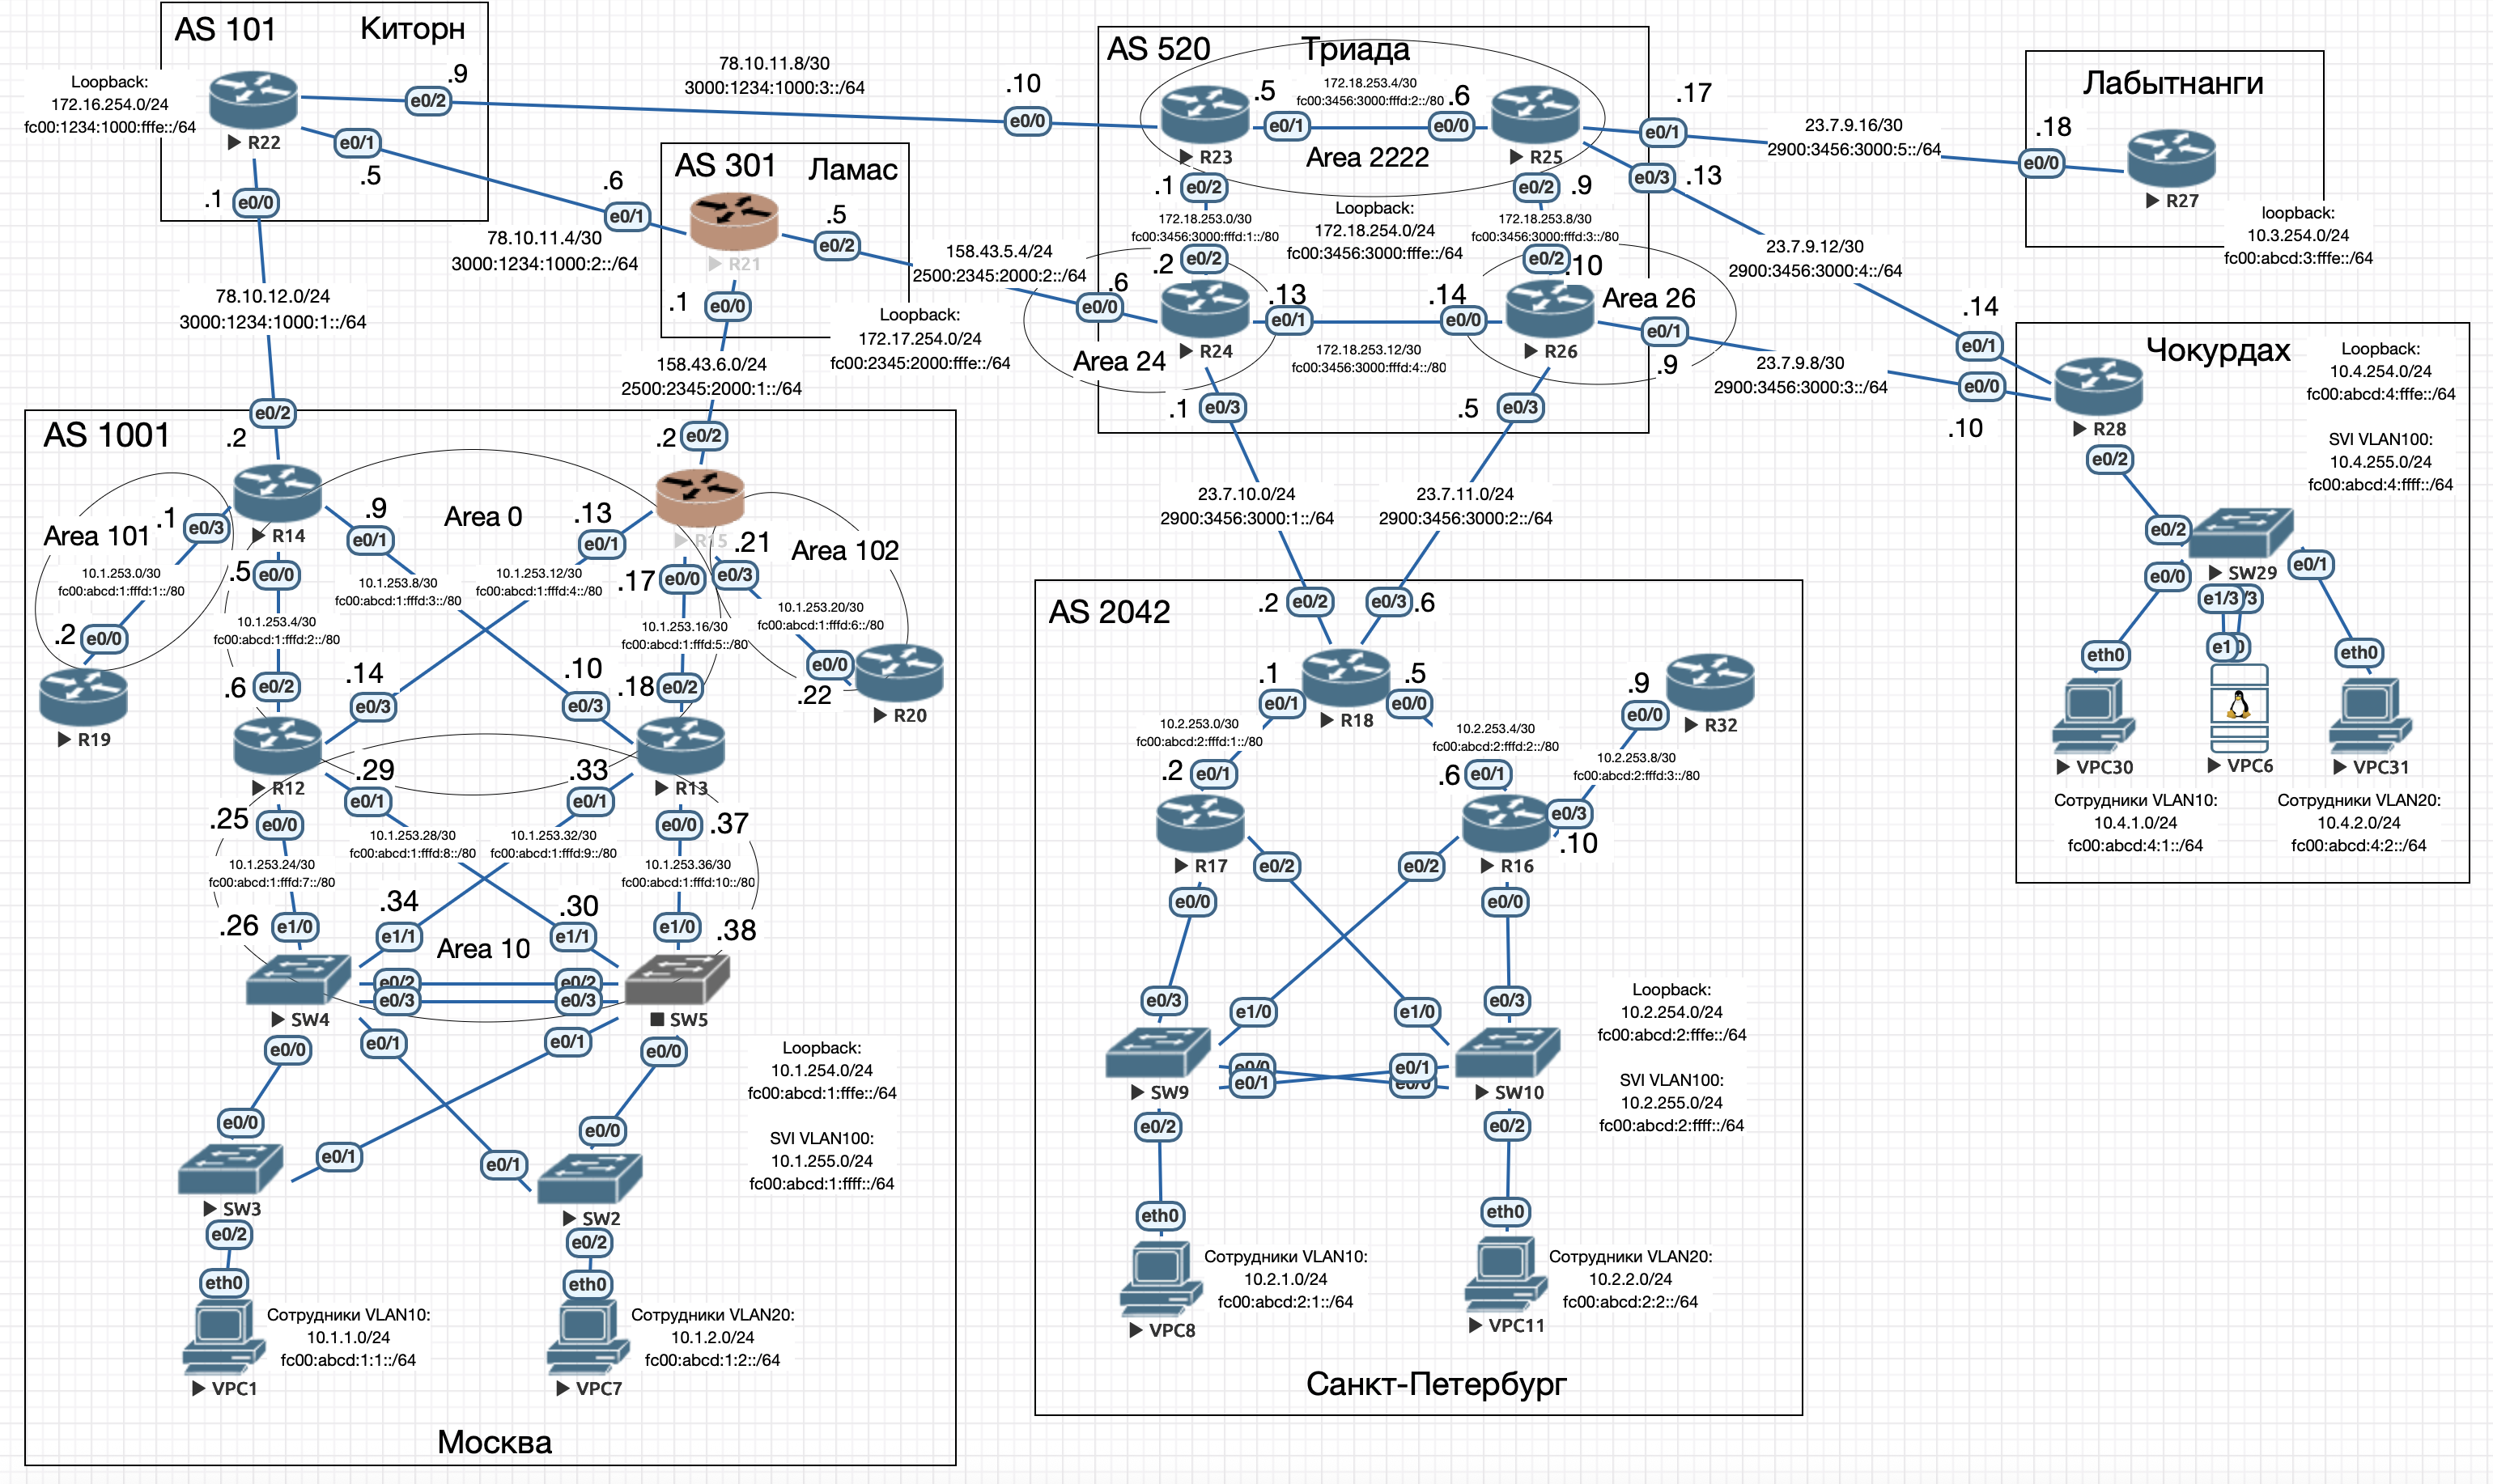 AS 101
Киторн
Loopback:
172.16.254.0/24
fc00:1234:1000:fffe::/64
R22
.9
e0/2
e0/1
.5
.1
e0/0
78.10.11.8/30
3000:1234:1000:3::/64
.10
e0/0
78.10.11.4/30
3000:1234:1000:2::/64
78.10.12.0/24
3000:1234:1000:1::/64
AS 301
Ламас
.6
e0/1
R21
.5
e0/2
.1
e0/0
158.43.5.4/24
2500:2345:2000:2::/64
Loopback:
172.17.254.0/24
fc00:2345:2000:fffe::/64
158.43.6.0/24
2500:2345:2000:1::/64
AS 520
Триада
R23
.5
e0/1
172.18.253.4/30
fc00:3456:3000:fffd:2::/80
.6
e0/0
R25
Area 2222
.17
e0/1
e0/3
.13
.1
e0/2
e0/2
.9
172.18.253.0/30
fc00:3456:3000:fffd:1::/80
Loopback:
172.18.254.0/24
fc00:3456:3000:fffe::/64
172.18.253.8/30
fc00:3456:3000:fffd:3::/80
.2
e0/2
e0/2
.10
.6
e0/0
R24
.13
e0/1
.14
e0/0
R26
Area 24
Area 26
172.18.253.12/30
fc00:3456:3000:fffd:4::/80
e0/1
.9
.1
e0/3
.5
e0/3
23.7.9.16/30
2900:3456:3000:5::/64
Лабытнанги
.18
e0/0
R27
loopback:
10.3.254.0/24
fc00:abcd:3:fffe::/64
23.7.9.12/30
2900:3456:3000:4::/64
23.7.9.8/30
2900:3456:3000:3::/64
23.7.10.0/24
2900:3456:3000:1::/64
23.7.11.0/24
2900:3456:3000:2::/64
.14
e0/1
e0/0
.10
Чокурдах
R28
Loopback:
10.4.254.0/24
fc00:abcd:4:fffe::/64
SVI VLAN100:
10.4.255.0/24
fc00:abcd:4:ffff::/64
e0/2
e0/2
SW29
e0/0
e1/3
/3
e0/1
eth0
e1
0
eth0
VPC30
VPC6
VPC31
Сотрудники VLAN10:
10.4.1.0/24
fc00:abcd:4:1::/64
Сотрудники VLAN20:
10.4.2.0/24
fc00:abcd:4:2::/64
AS 1001
e0/2
.2
.2
e0/2
R14
R15
Area 101
.1
e0/3
10.1.253.0/30
fc00:abcd:1:fffd:1::/80
.2
e0/0
R19
Area 0
.9
e0/1
.13
e0/1
.5
e0/0
.17
e0/0
.21
e0/3
Area 102
10.1.253.8/30
fc00:abcd:1:fffd:3::/80
10.1.253.12/30
fc00:abcd:1:fffd:4::/80
10.1.253.4/30
fc00:abcd:1:fffd:2::/80
10.1.253.16/30
fc00:abcd:1:fffd:5::/80
10.1.253.20/30
fc00:abcd:1:fffd:6::/80
e0/0
.22
R20
.6
e0/2
.14
e0/3
.10
e0/3
.18
e0/2
R12
R13
.29
e0/1
.33
e0/1
.25
e0/0
e0/0
.37
10.1.253.28/30
fc00:abcd:1:fffd:8::/80
10.1.253.32/30
fc00:abcd:1:fffd:9::/80
10.1.253.24/30
fc00:abcd:1:fffd:7::/80
10.1.253.36/30
fc00:abcd:1:fffd:10::/80
.26
e1/0
.34
e1/1
.30
e1/1
e1/0
.38
Area 10
e0/2
e0/2
e0/3
e0/3
SW4
SW5
e0/0
e0/1
e0/1
e0/0
Loopback:
10.1.254.0/24
fc00:abcd:1:fffe::/64
SVI VLAN100:
10.1.255.0/24
fc00:abcd:1:ffff::/64
e0/0
e0/1
e0/1
e0/0
SW3
SW2
e0/2
e0/2
eth0
eth0
VPC1
VPC7
Сотрудники VLAN10:
10.1.1.0/24
fc00:abcd:1:1::/64
Сотрудники VLAN20:
10.1.2.0/24
fc00:abcd:1:2::/64
Москва
AS 2042
.2
e0/2
e0/3
.6
R18
.1
e0/1
.5
e0/0
.9
e0/0
R32
10.2.253.0/30
fc00:abcd:2:fffd:1::/80
10.2.253.4/30
fc00:abcd:2:fffd:2::/80
10.2.253.8/30
fc00:abcd:2:fffd:3::/80
.2
e0/1
.6
e0/1
e0/3
.10
R17
R16
e0/0
e0/2
e0/2
e0/0
e0/3
e1/0
e1/0
e0/3
e0/0
e0/1
e0/1
e0/0
SW9
SW10
Loopback:
10.2.254.0/24
fc00:abcd:2:fffe::/64
SVI VLAN100:
10.2.255.0/24
fc00:abcd:2:ffff::/64
e0/2
e0/2
eth0
eth0
VPC8
VPC11
Сотрудники VLAN10:
10.2.1.0/24
fc00:abcd:2:1::/64
Сотрудники VLAN20:
10.2.2.0/24
fc00:abcd:2:2::/64
Санкт-Петербург